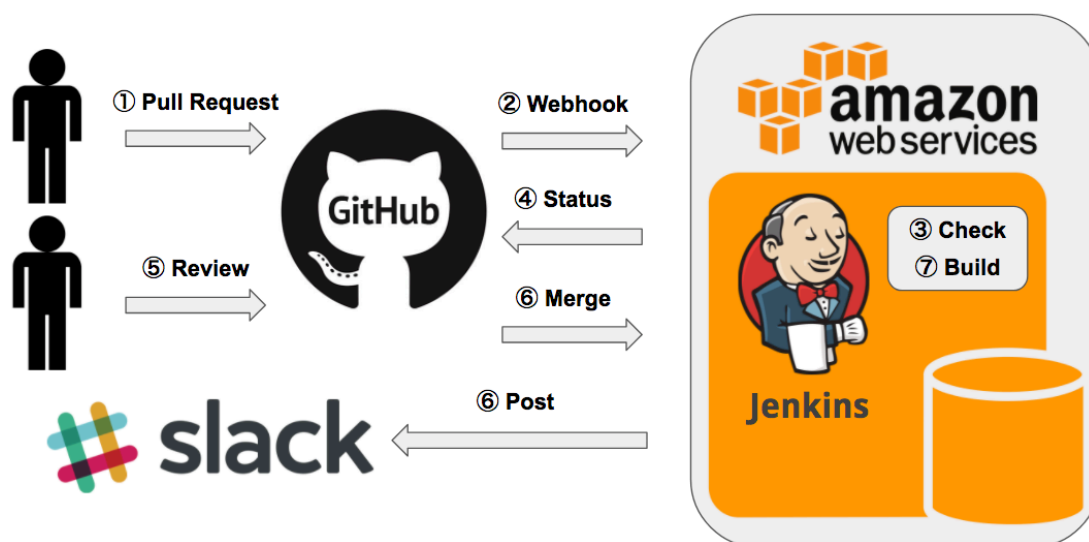 ① Pull Request
② Webhook
amazon
web services
GitHub
④ Status
③ Check
⑦ Build
⑤ Review
⑥ Merge
Jenkins
⑥ Post
slack